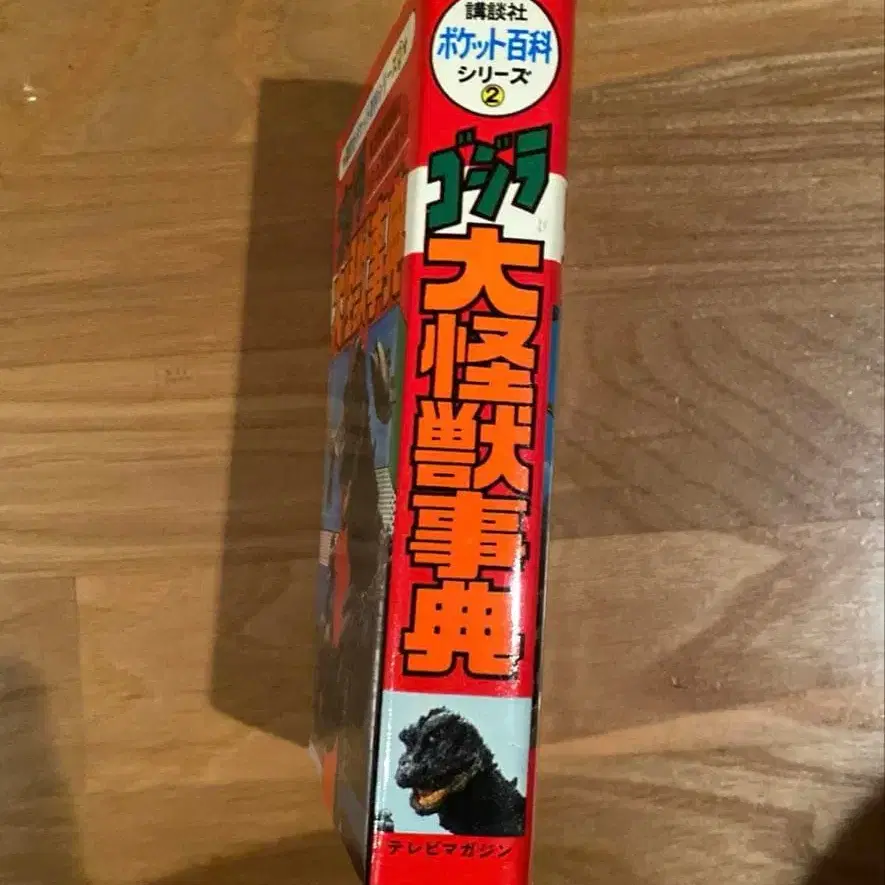 講談社
ポケット百科
シリーズ
②
ゴジラ
大怪獣事典
テレビマガジン